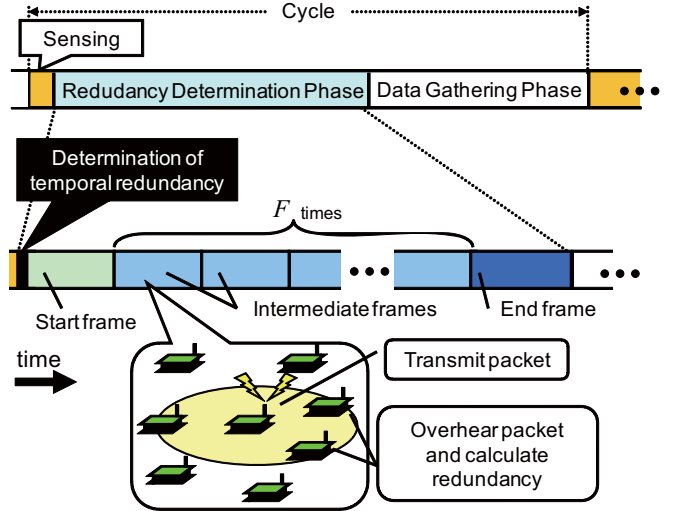 Cycle
Sensing
Redudancy Determination Phase
Data Gathering Phase
Determination of
temporal redundancy
F times
Start frame
Intermediate frames
End frame
time
Transmit packet
Overhear packet
and calculate
redundancy